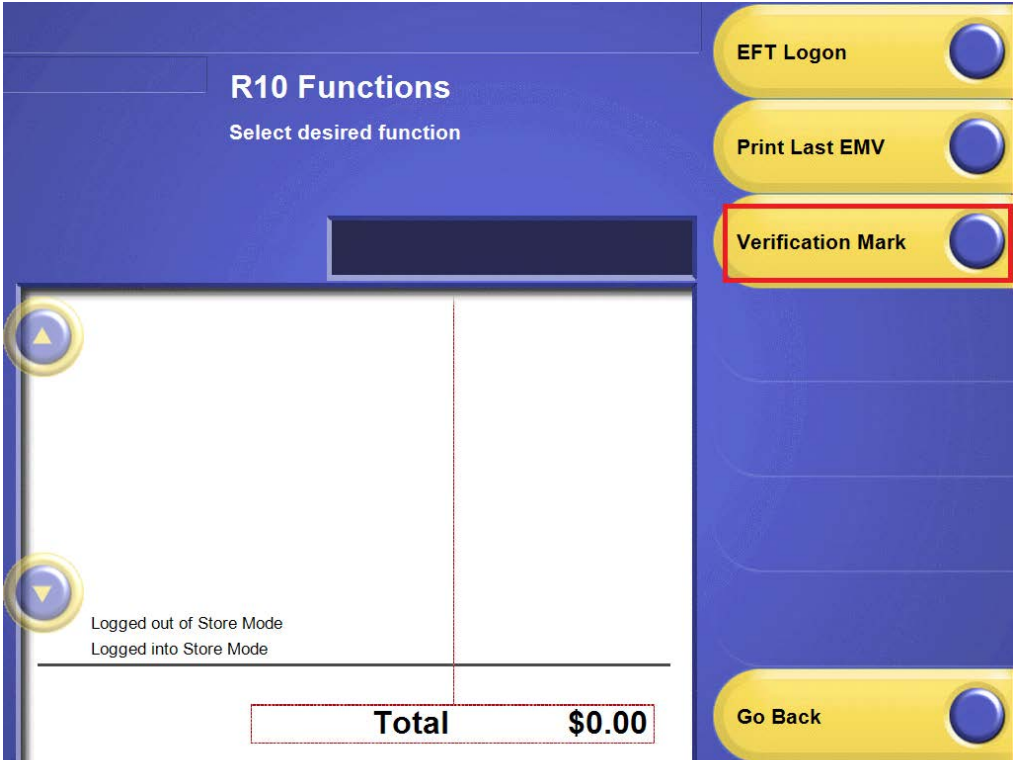 R10 Functions
Select desired function
EFT Logon
Print Last EMV
Verification Mark
Logged out of Store Mode
Logged into Store Mode
Total $0.00
Go Back